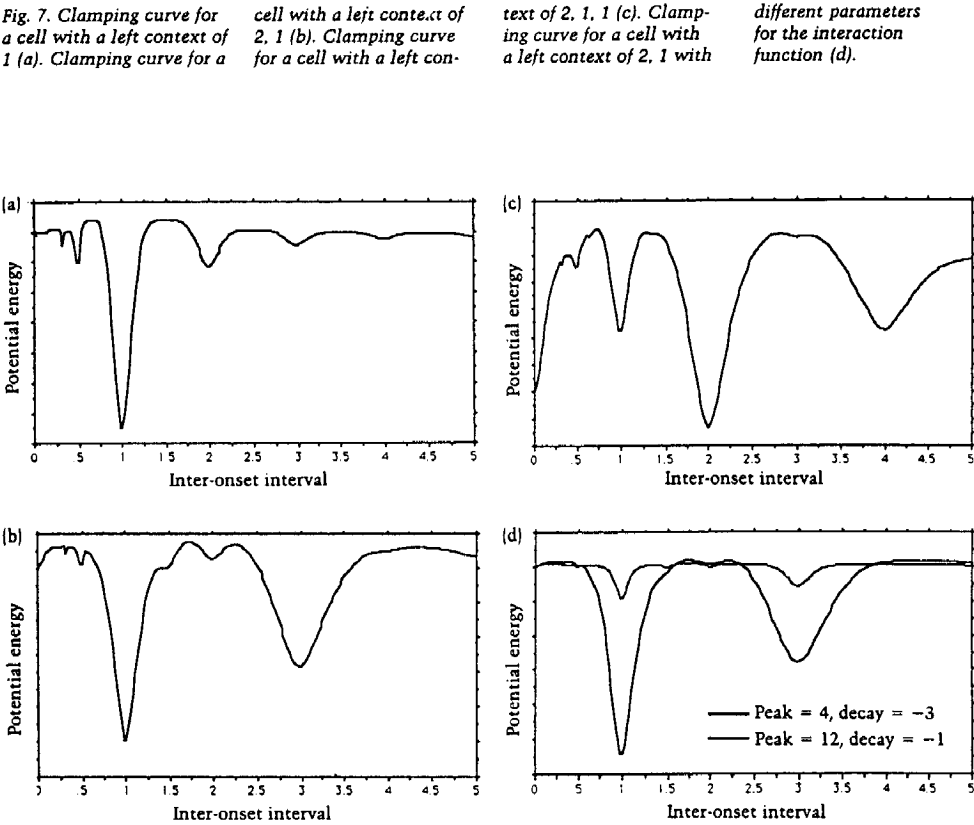 Fig. 7. Clamping curve for
a cell with a left context of
1 (a). Clamping curve for a
cell with a left context of
2, 1 (b). Clamping curve
for a cell with a left con-
text of 2, 1, 1 (c). Clamp-
ing curve for a cell with
a left context of 2, 1 with
different parameters
for the interaction
function (d).
(a)
Potential energy
0 .5 1 1.5 2 2.5 3 3.5 4 4.5 5
Inter-onset interval
(c)
Potential energy
0 .5 1 1.5 2 2.5 3 3.5 4 4.5 5
Inter-onset interval
(b)
Potential energy
.5 1 1.5 2 2.5 3 3.5 4 4.5 5
Inter-onset interval
(d)
Potential energy
Peak = 4, decay = −3
Peak = 12, decay = −1
0 5 1 1.5 2 2.5 3 3.5 4 4.5 5
Inter-onset interval